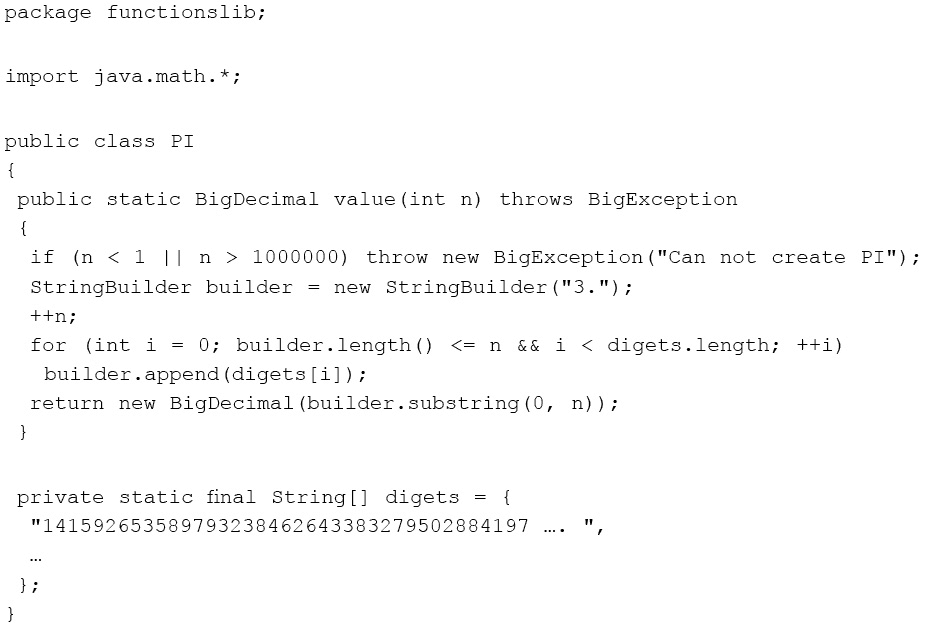 package functionslib;
import java.math.*;
public class PI
{
public static BigDecimal value(int n) throws BigException
{
if (n < 1 || n > 1000000) throw new BigException("Can not create PI");
StringBuilder builder = new StringBuilder("3.");
++n;
for (int i = 0; builder.length() <= n && i < digets.length; ++i)
builder.append(digets[i]);
return new BigDecimal(builder.substring(0, n));
}
private static final String[] digets = {
"14159265358979323846264338327950288​4197 …. ",
…
};
}